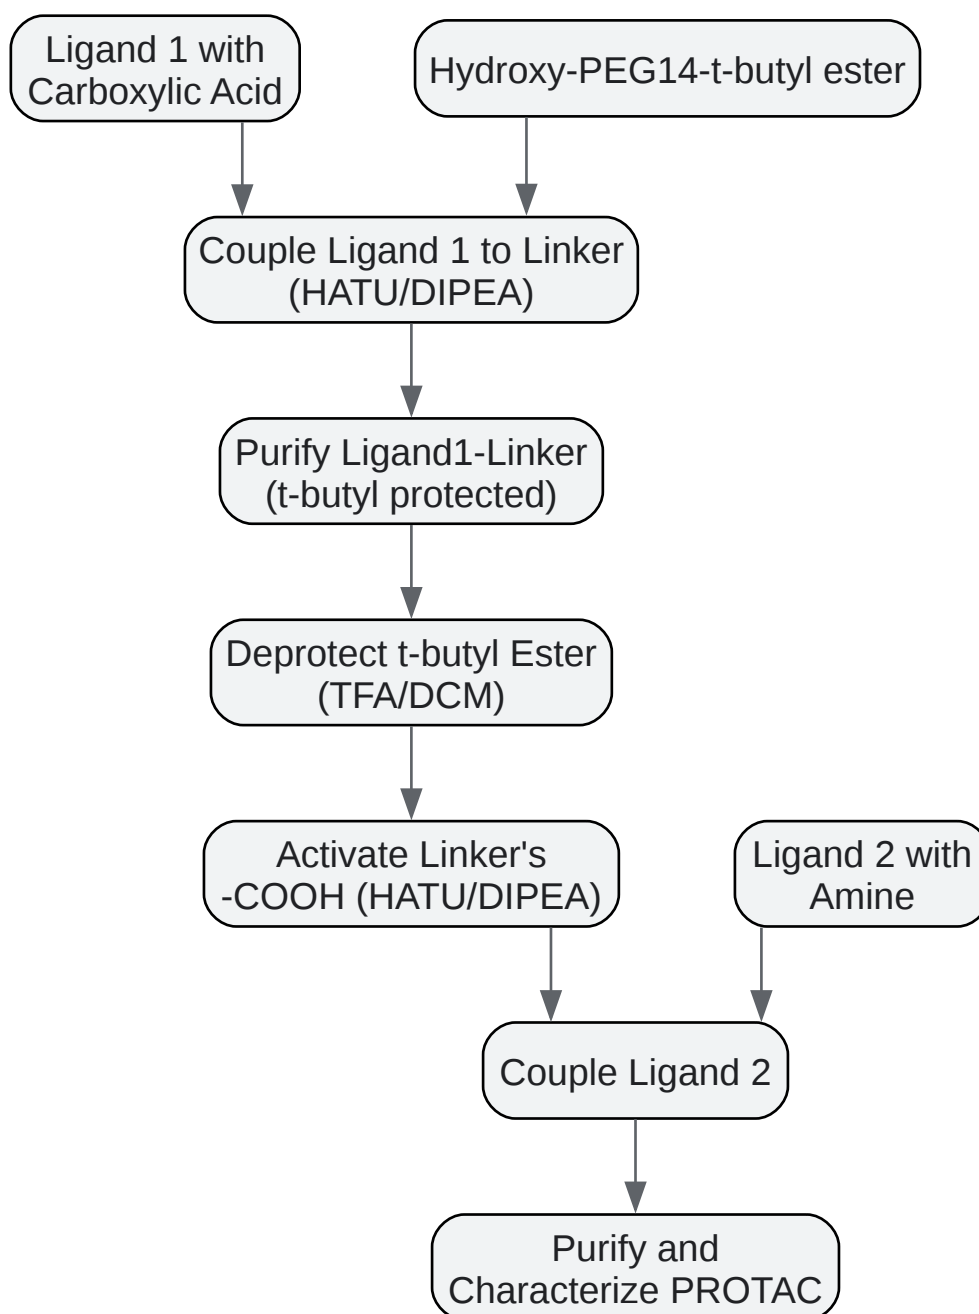 Ligand 1 with
Carboxylic Acid
Hydroxy-PEG14-t-butyl ester
Couple Ligand 1 to Linker
(HATU/DIPEA)
Purify Ligand1-Linker
(t-butyl protected)
Deprotect t-butyl Ester
(TFA/DCM)
Activate Linker's
-COOH (HATU/DIPEA)
Ligand 2 with
Amine
Couple Ligand 2
Purify and
Characterize PROTAC